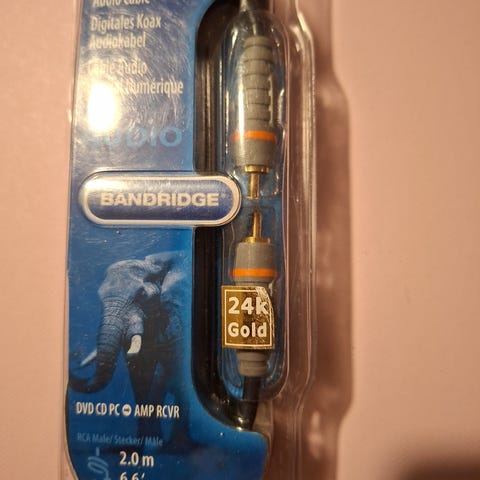 Audio Cable
Digitales Koax
Audiokabel
Câble Audio
Numérique
AUDIO
BANDRIDGE
24k
Gold
DVD CD PC AMP RCVR
RCA Male/ Stecker/ Mâle
2.0 m
6.6'